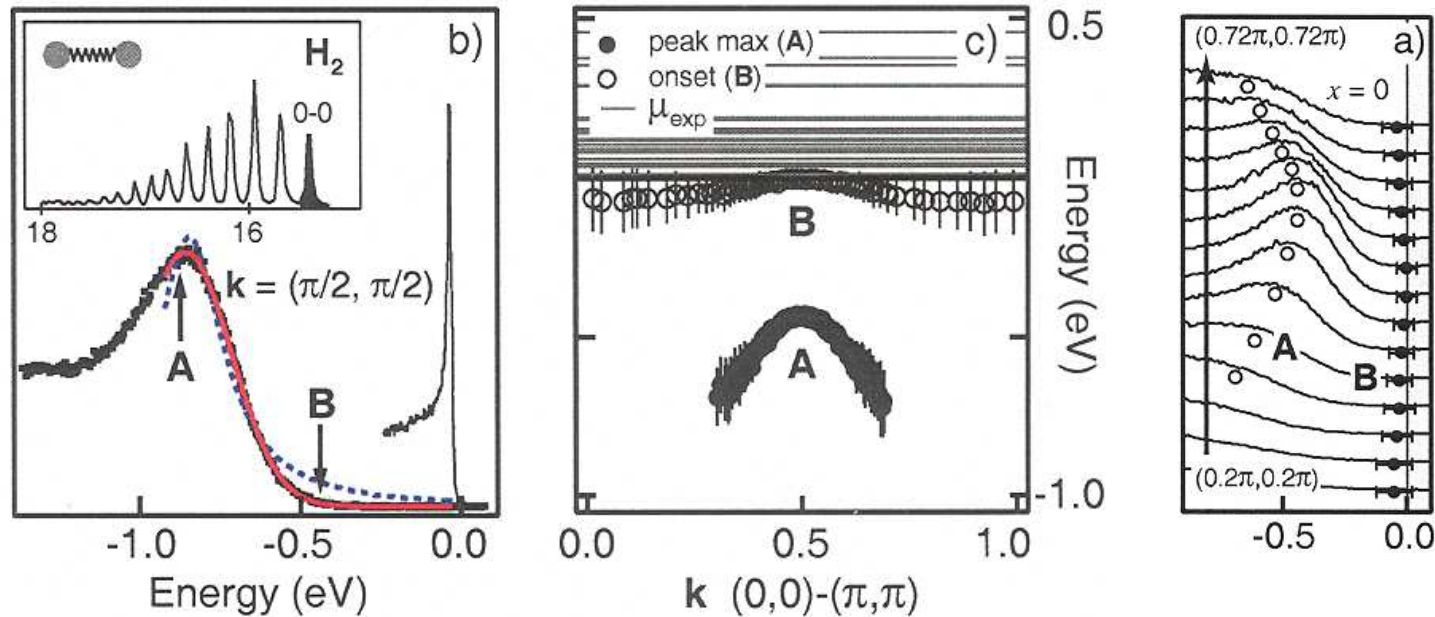 b)
H2
0-0
18
16
k = (π/2, π/2)
A
B
-1.0
-0.5
0.0
Energy (eV)
c)
peak max (A)
onset (B)
μexp
B
A
0.5
-1.0
Energy (eV)
0.0
0.5
1.0
k (0,0)-(π,π)
a)
(0.72π,0.72π)
x = 0
A
B
(0.2π,0.2π)
-0.5
0.0